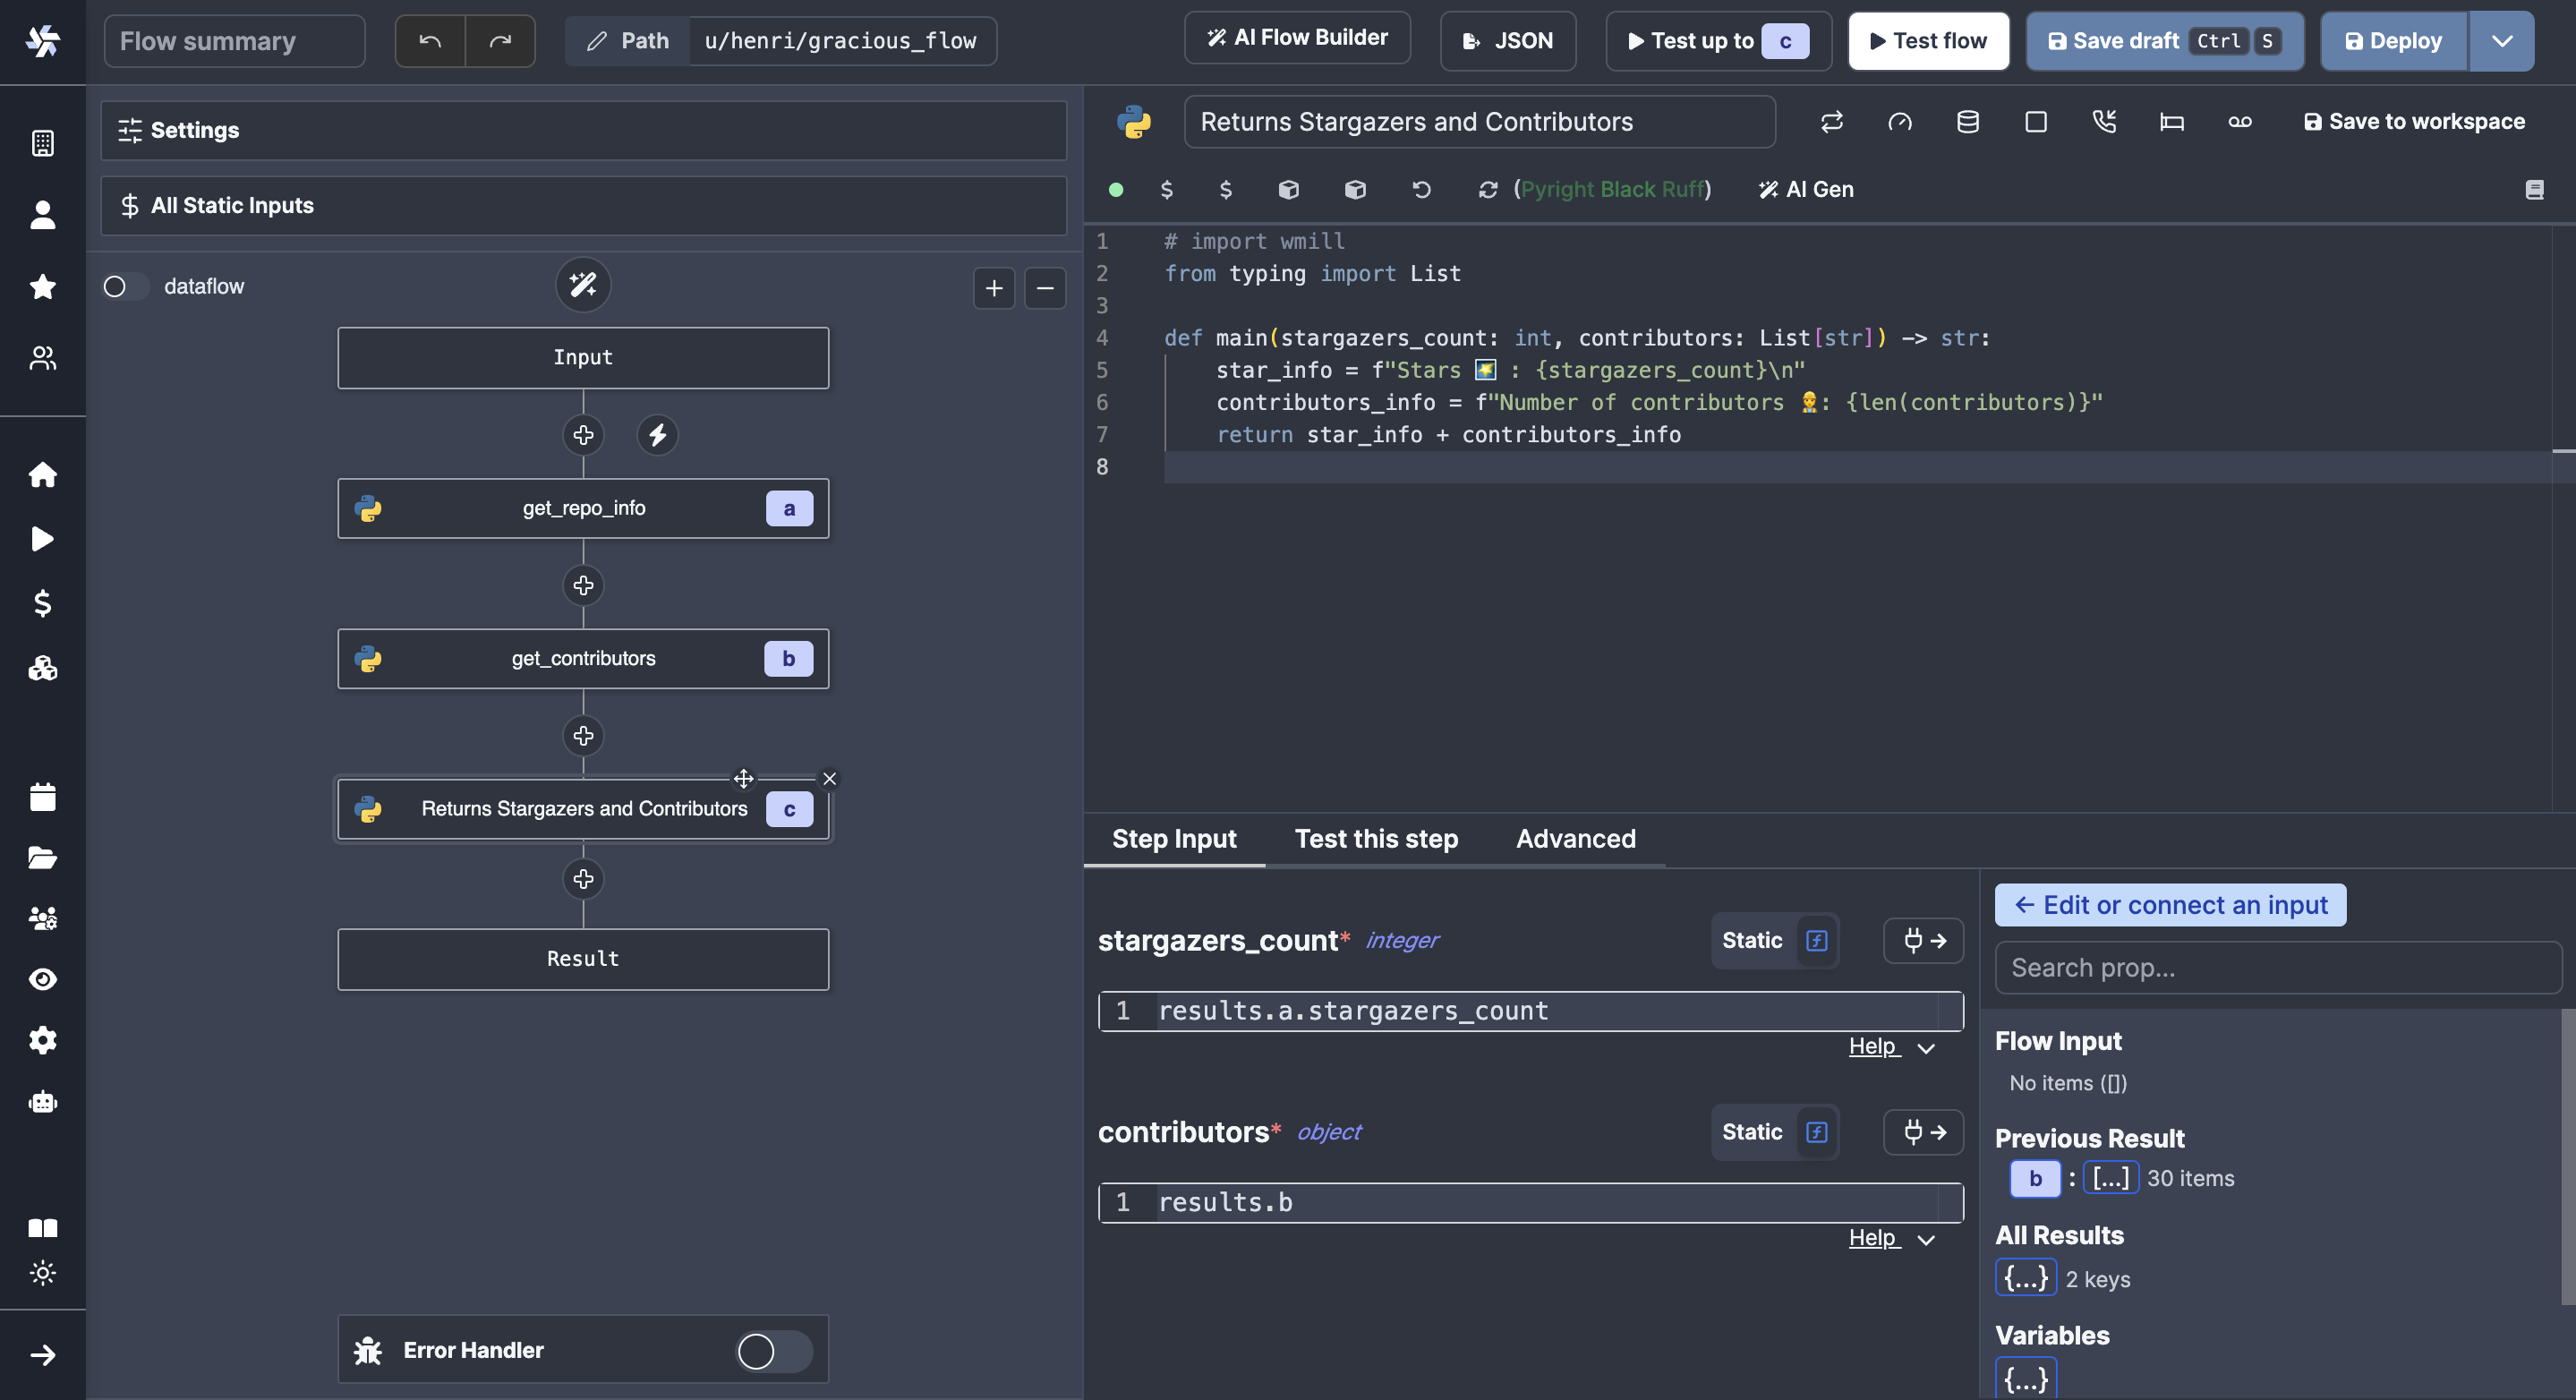 Flow summary
Path
u/henri/gracious_flow
AI Flow Builder
JSON
Test up to c
Test flow
Save draft Ctrl S
Deploy
Settings
All Static Inputs
dataflow
Input
get_repo_info a
get_contributors b
Returns Stargazers and Contributors c
Result
Error Handler
Returns Stargazers and Contributors
Save to workspace
(Pyright Black Ruff)
AI Gen
1 # import wmill
2 from typing import List
3
4 def main(stargazers_count: int, contributors: List[str]) -> str:
5 star_info = f"Stars 🌠 : {stargazers_count}\n"
6 contributors_info = f"Number of contributors 👷: {len(contributors)}"
7 return star_info + contributors_info
8
Step Input
Test this step
Advanced
stargazers_count* integer
Static
1 results.a.stargazers_count
Help
contributors* object
Static
1 results.b
Help
← Edit or connect an input
Search prop...
Flow Input
No items ([])
Previous Result
b : [...] 30 items
All Results
{...} 2 keys
Variables
{...}